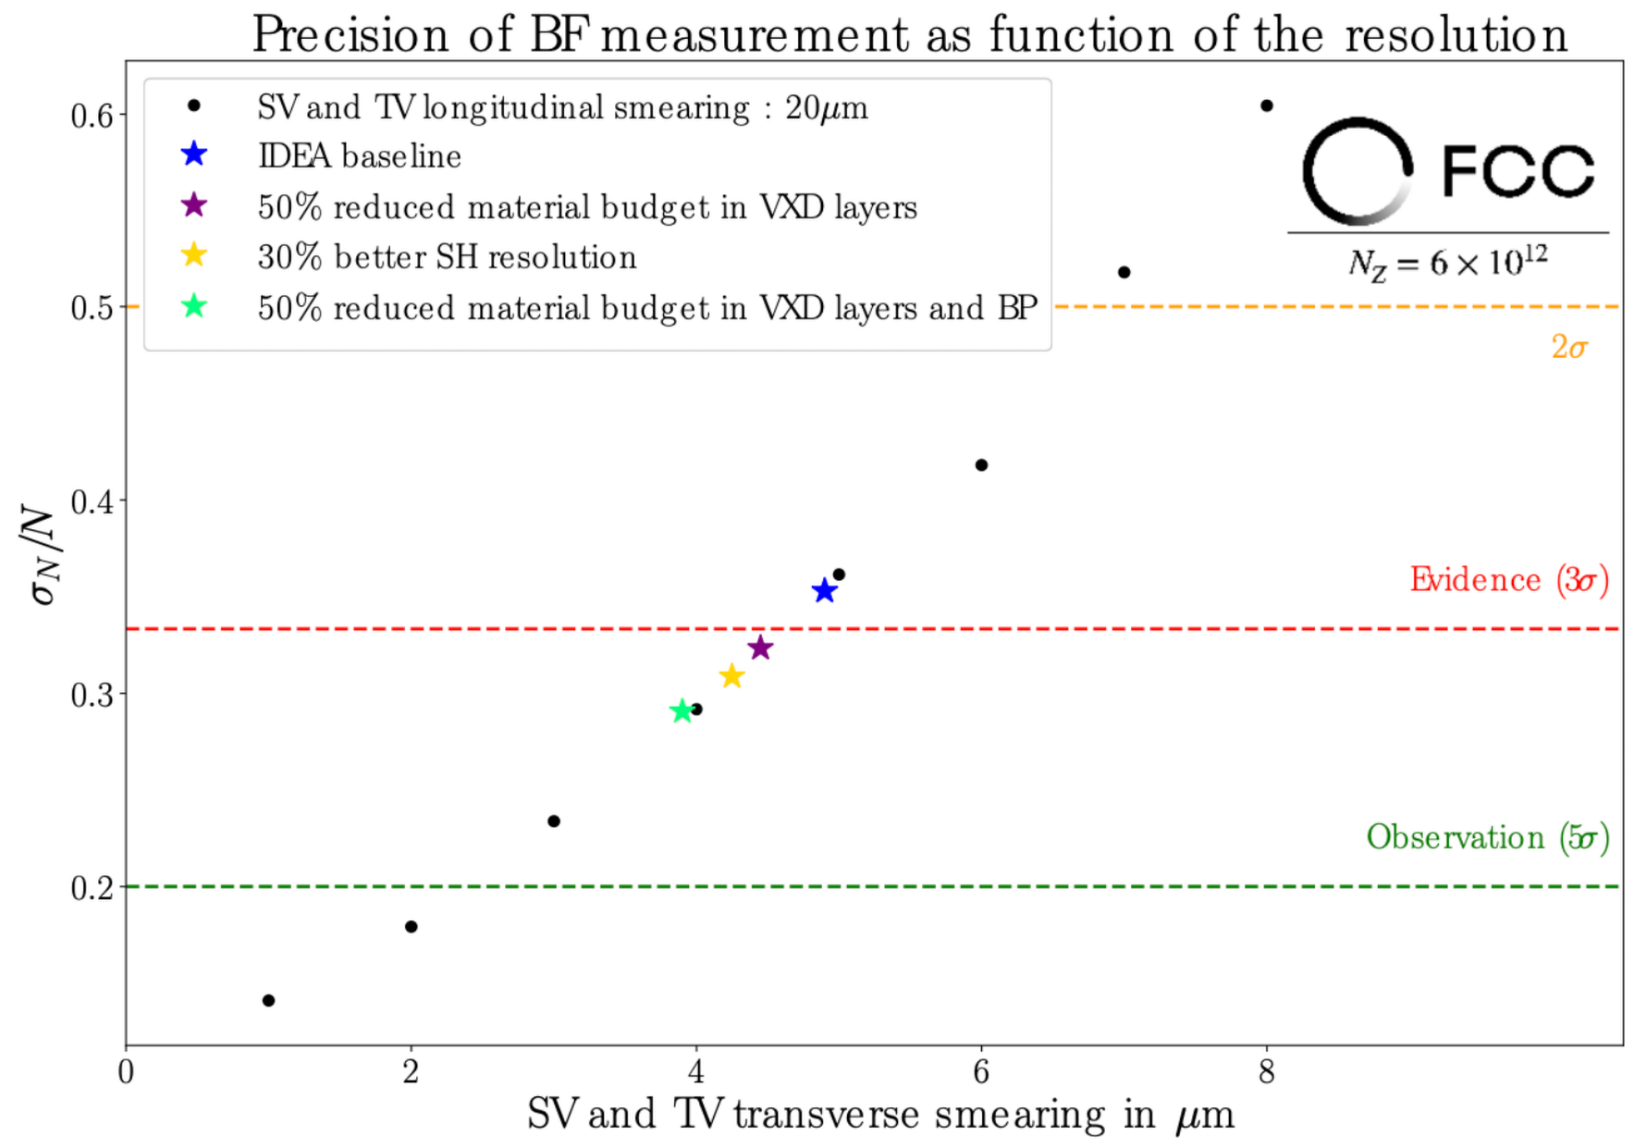 Precision of BF measurement as function of the resolution
SV and TV longitudinal smearing : 20μm
IDEA baseline
50% reduced material budget in VXD layers
30% better SH resolution
50% reduced material budget in VXD layers and BP
FCC
N_Z = 6 × 10^12
2σ
Evidence (3σ)
Observation (5σ)
σ_N/N
0.6
0.5
0.4
0.3
0.2
0 2 4 6 8
SV and TV transverse smearing in μm